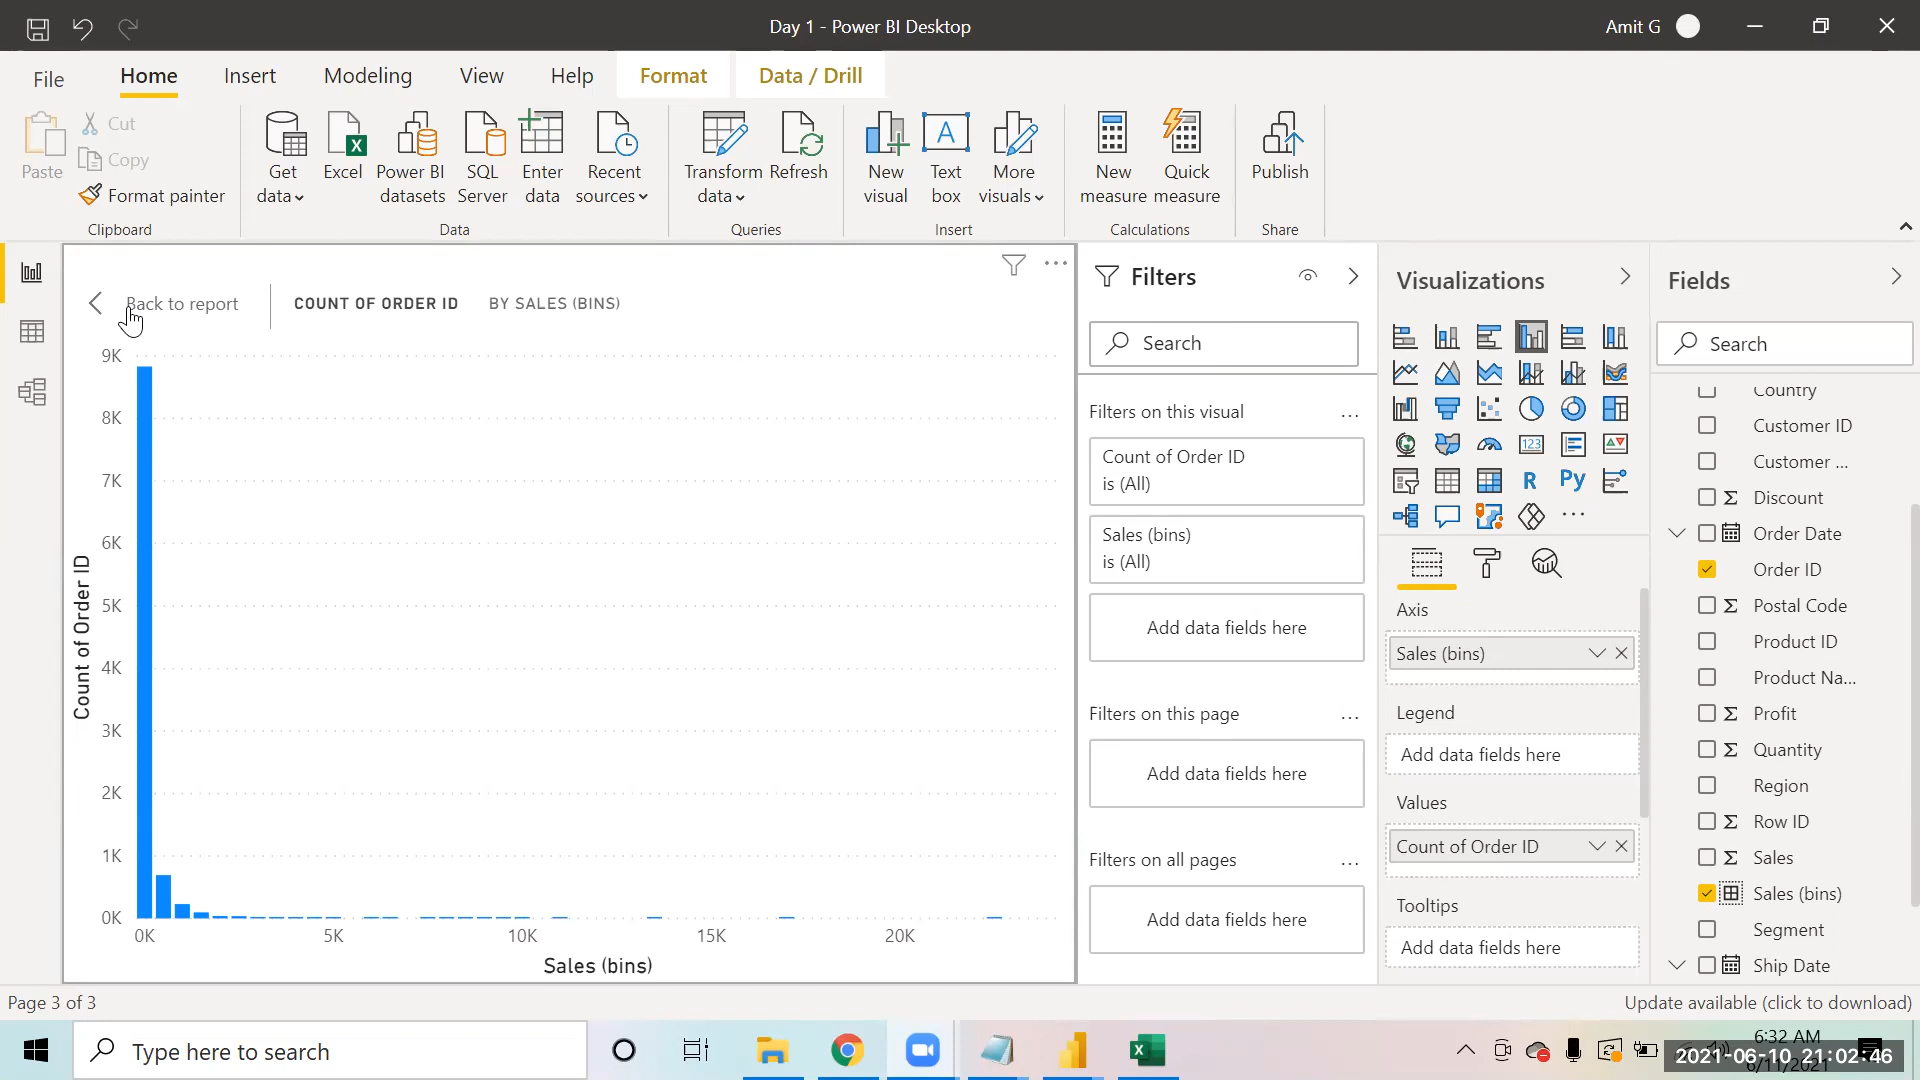 Day 1 - Power BI Desktop
Amit G
File
Home
Insert
Modeling
View
Help
Format
Data / Drill
Paste
Cut
Copy
Format painter
Clipboard
Get
data
Excel
Power BI
datasets
SQL
Server
Enter
data
Recent
sources
Data
Transform
data
Refresh
Queries
New
visual
Text
box
More
visuals
Insert
New
measure
Quick
measure
Calculations
Publish
Share
Back to report
COUNT OF ORDER ID
BY SALES (BINS)
9K
8K
7K
6K
5K
4K
3K
2K
1K
0K
Count of Order ID
0K
5K
10K
15K
20K
Sales (bins)
Filters
Search
Filters on this visual
Count of Order ID
is (All)
Sales (bins)
is (All)
Add data fields here
Filters on this page
Add data fields here
Filters on all pages
Add data fields here
Visualizations
123
R
Py
Axis
Sales (bins)
Legend
Add data fields here
Values
Count of Order ID
Tooltips
Add data fields here
Fields
Search
Country
Customer ID
Customer ...
Discount
Order Date
Order ID
Postal Code
Product ID
Product Na...
Profit
Quantity
Region
Row ID
Sales
Sales (bins)
Segment
Ship Date
Page 3 of 3
Update available (click to download)
Type here to search
6:32 AM
6/11/2021
2021-06-10 21:02:46